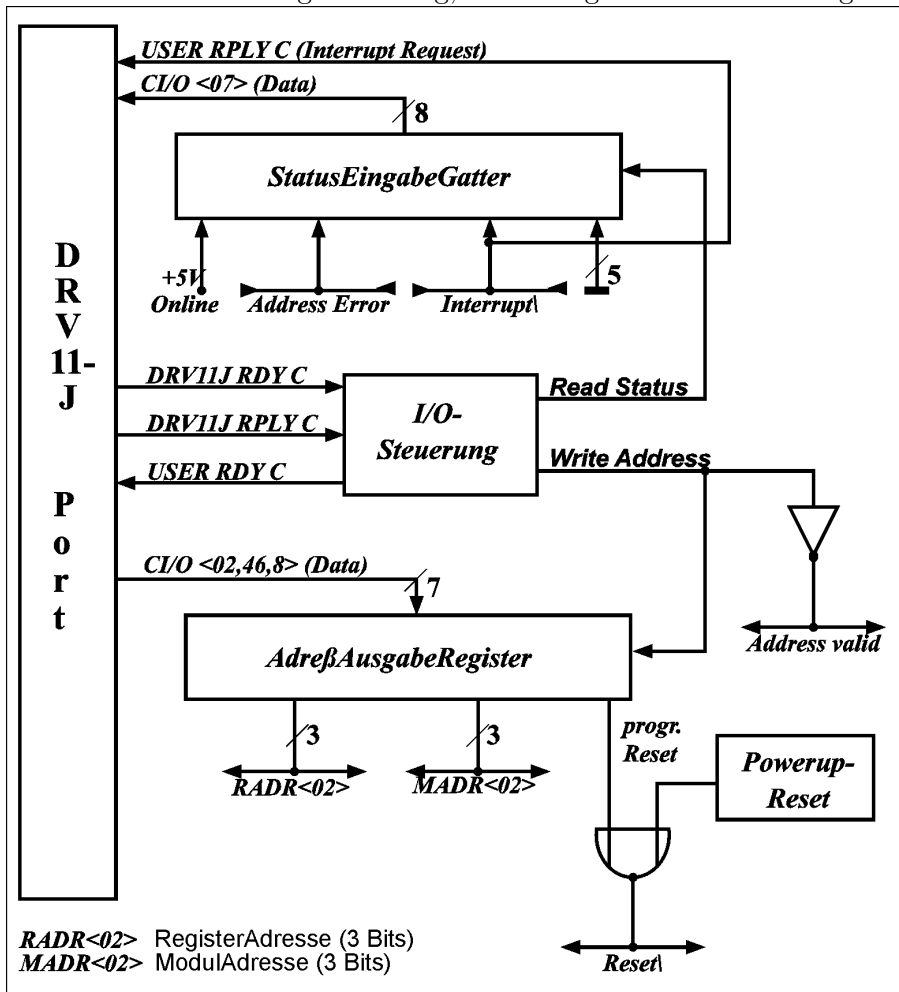 USER RPLY C (Interrupt Request)
CI/O <07> (Data)
8
StatusEingabeGatter
+5V
Online
Address Error
Interrupt\
5
D
R
V
11-
J
P
o
r
t
DRV11J RDY C
DRV11J RPLY C
USER RDY C
I/O-
Steuerung
Read Status
Write Address
CI/O <02,46,8> (Data)
7
AdreßAusgabeRegister
Address valid
3
3
RADR<02>
MADR<02>
progr.
Reset
Powerup-
Reset
Reset\
RADR<02> RegisterAdresse (3 Bits)
MADR<02> ModulAdresse (3 Bits)